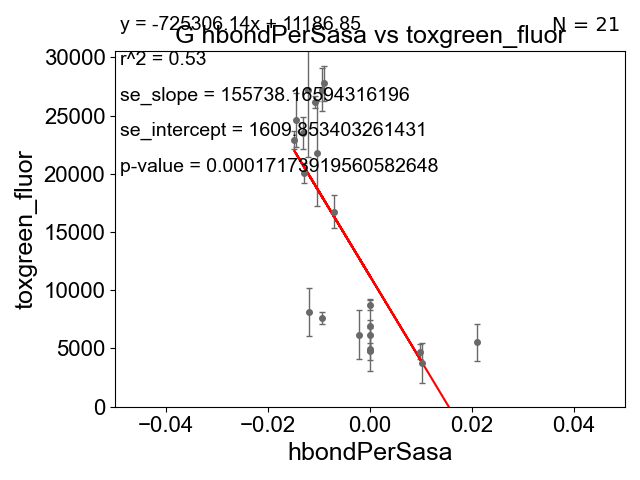 y = -725306.14x + 11186.85
N = 21
G hbondPerSasa vs toxgreen_fluor
r^2 = 0.53
se_slope = 155738.16594316196
se_intercept = 1609.853403261431
p-value = 0.00017173919560582648
30000
25000
20000
15000
10000
5000
0
toxgreen_fluor
−0.04 −0.02 0.00 0.02 0.04
hbondPerSasa